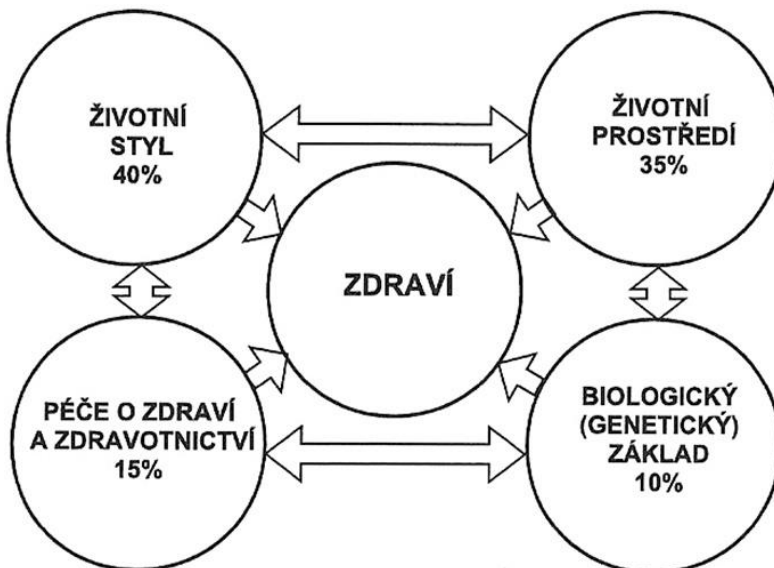 ŽIVOTNÍ
STYL
40%
ŽIVOTNÍ
PROSTŘEDÍ
35%
ZDRAVÍ
PÉČE O ZDRAVÍ
A ZDRAVOTNICTVÍ
15%
BIOLOGICKÝ
(GENETICKÝ)
ZÁKLAD
10%